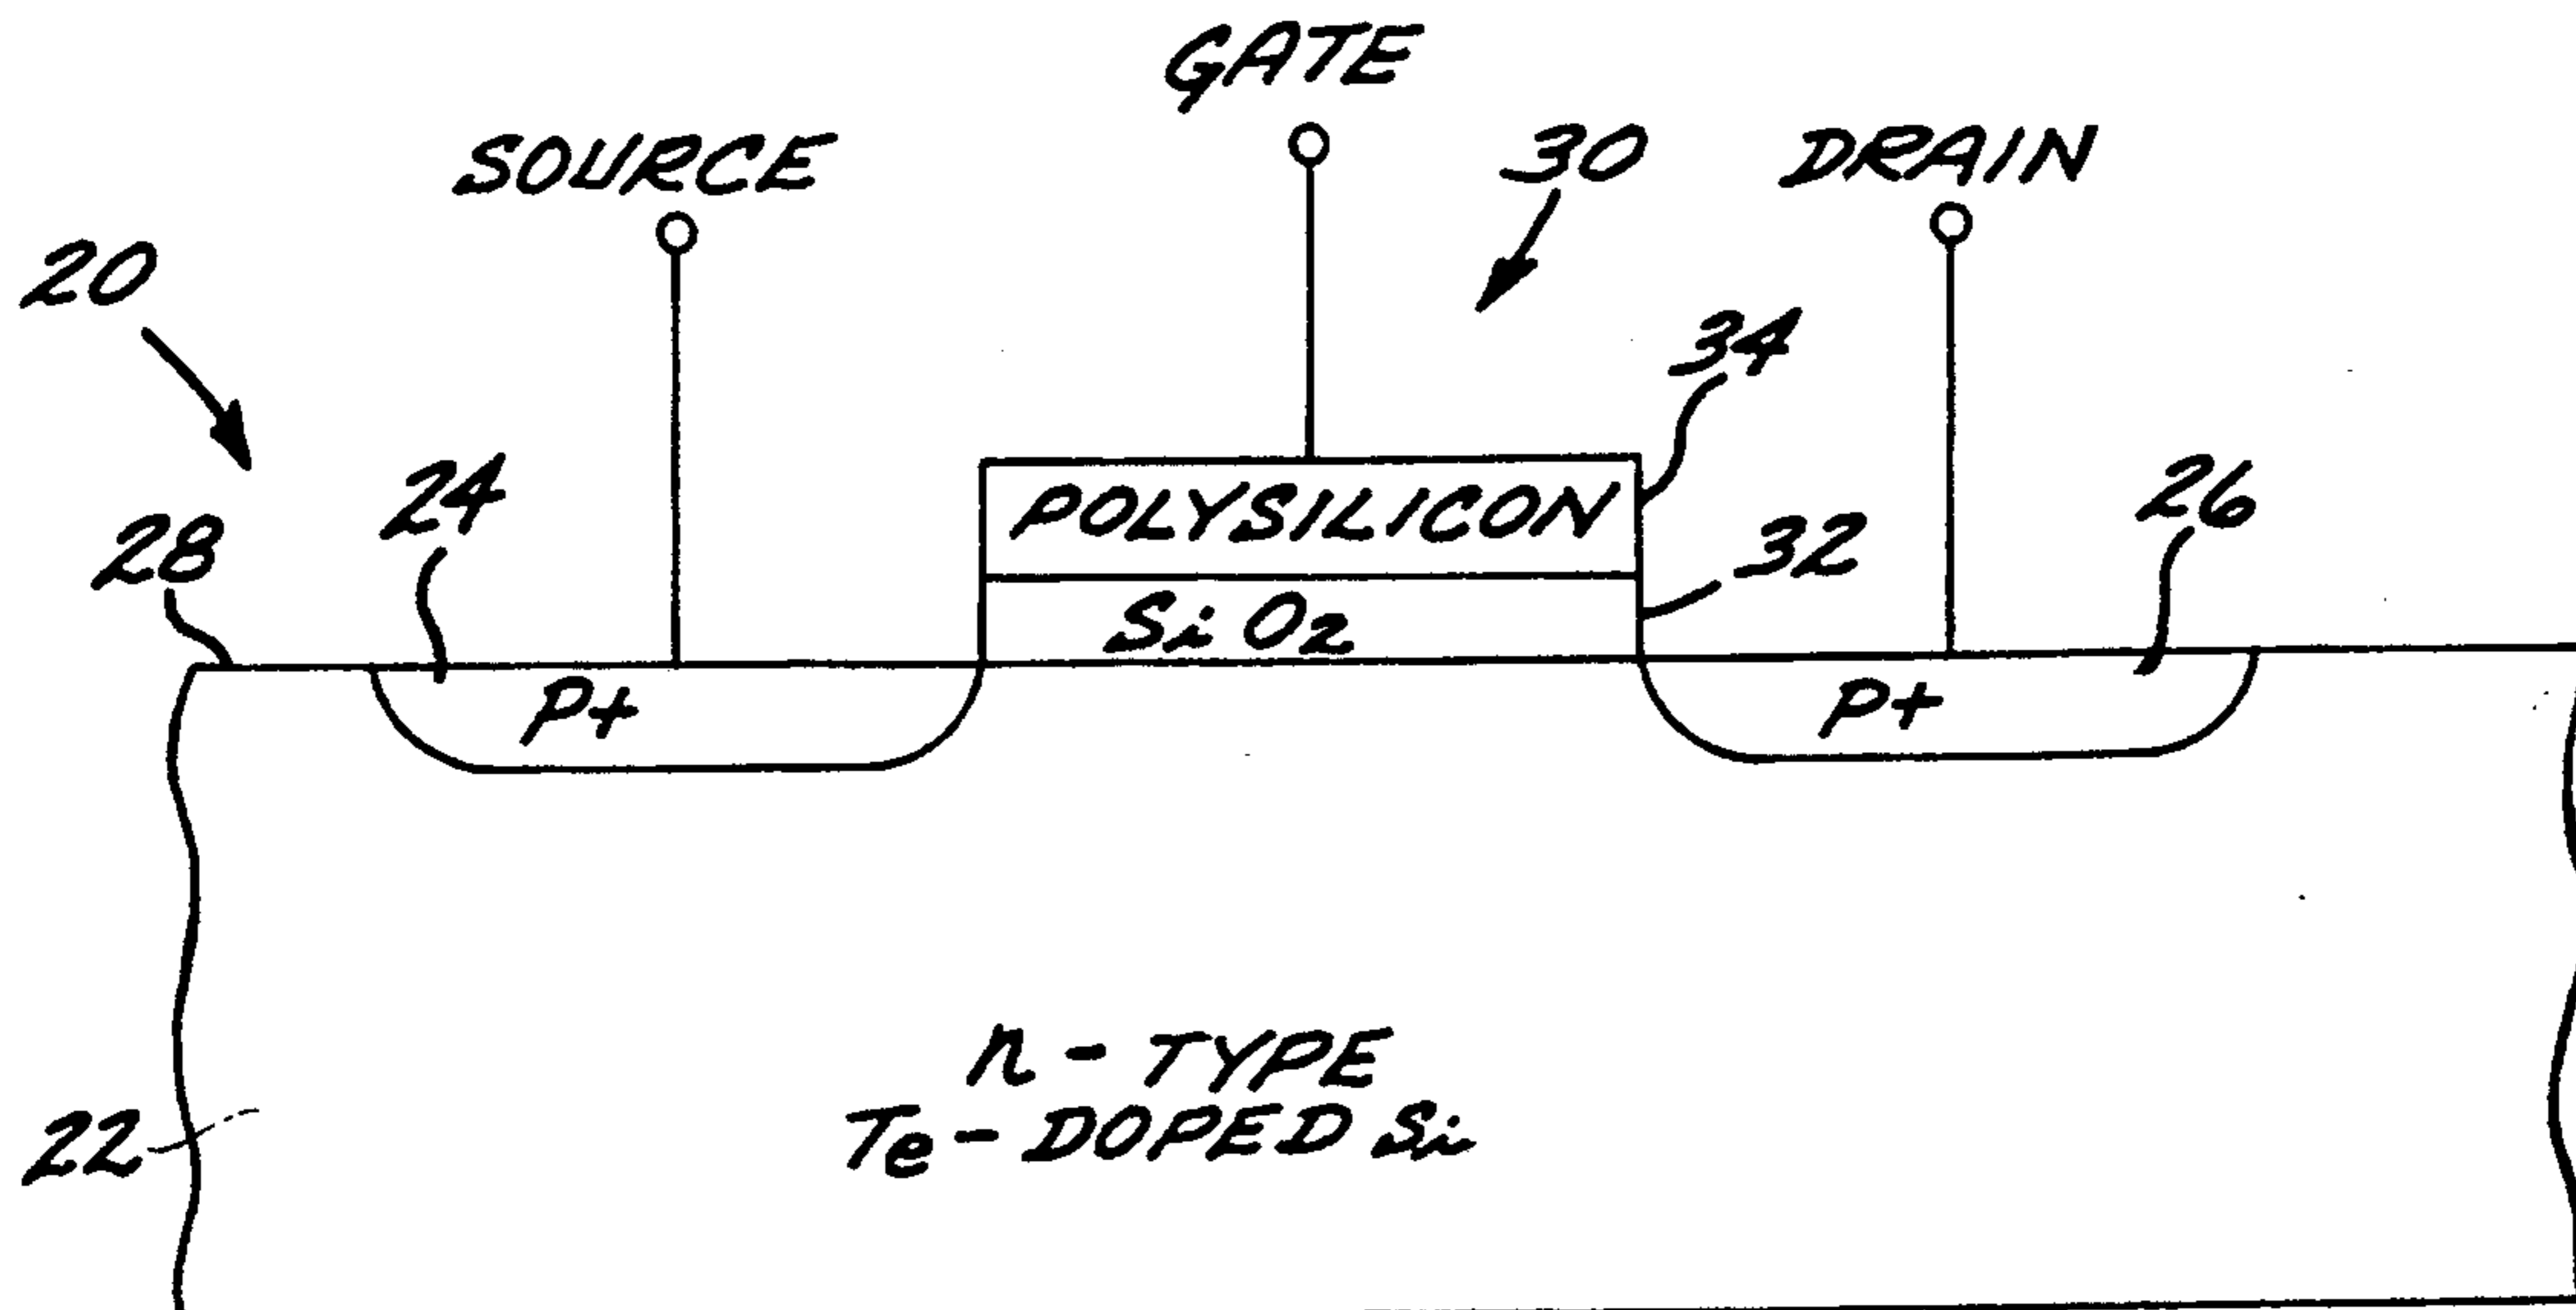 GATE
SOURCE
30
DRAIN
20
34
24
POLYSILICON
26
28
32
SiO2
P+
P+
n - TYPE
Te - DOPED Si
22